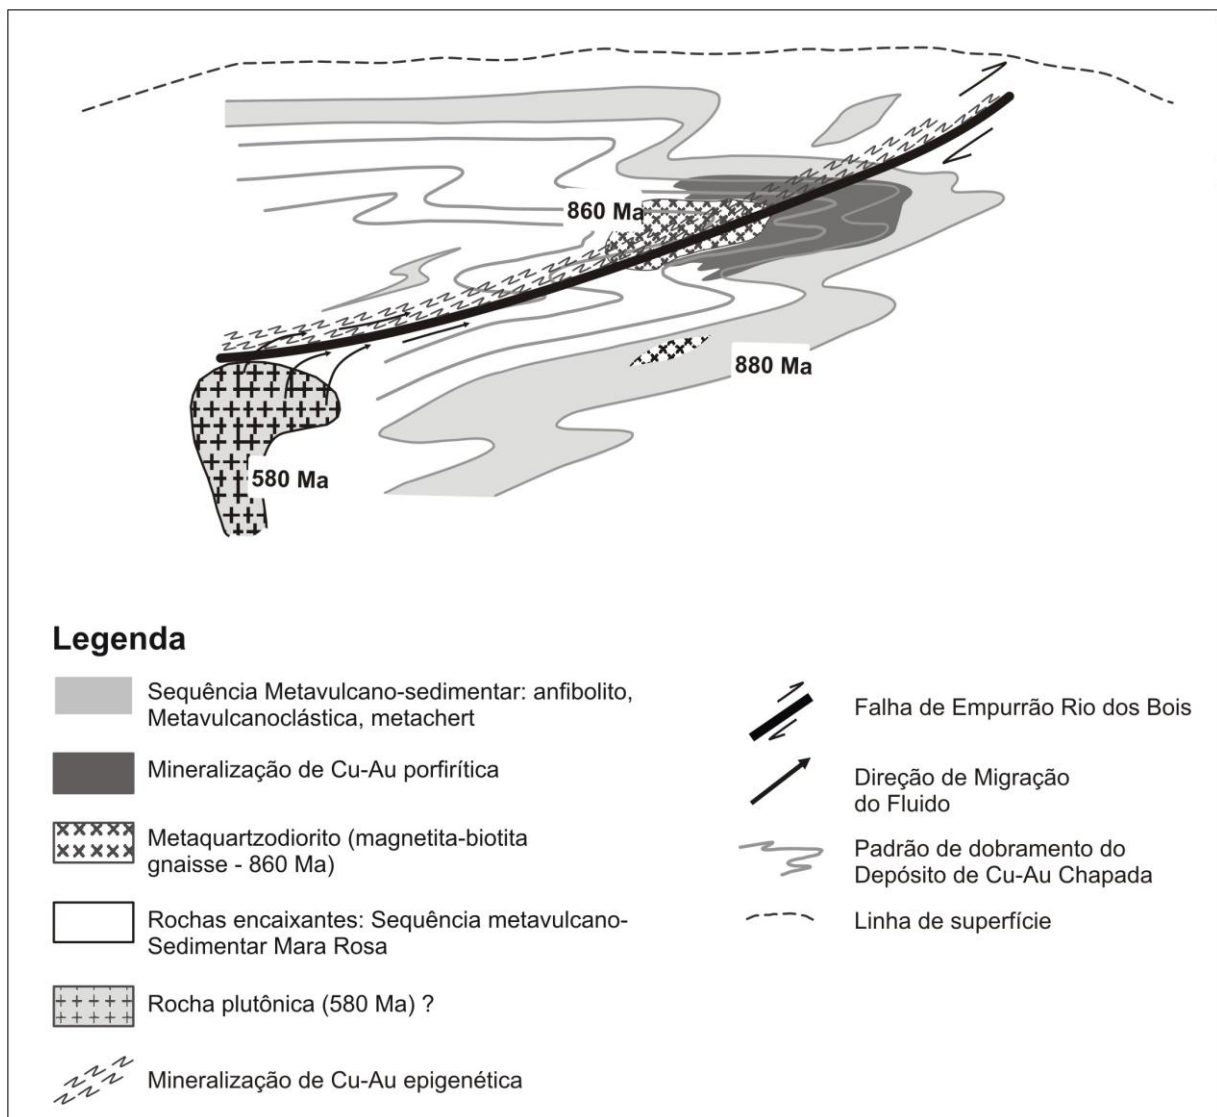 860 Ma
880 Ma
580 Ma
Legenda
Sequência Metavulcano-sedimentar: anfibolito,
Metavulcanoclástica, metachert
Mineralização de Cu-Au porfirítica
Metaquartzodiorito (magnetita-biotita
gnaisse - 860 Ma)
Rochas encaixantes: Sequência metavulcano-
Sedimentar Mara Rosa
Rocha plutônica (580 Ma) ?
Mineralização de Cu-Au epigenética
Falha de Empurrão Rio dos Bois
Direção de Migração
do Fluido
Padrão de dobramento do
Depósito de Cu-Au Chapada
Linha de superfície